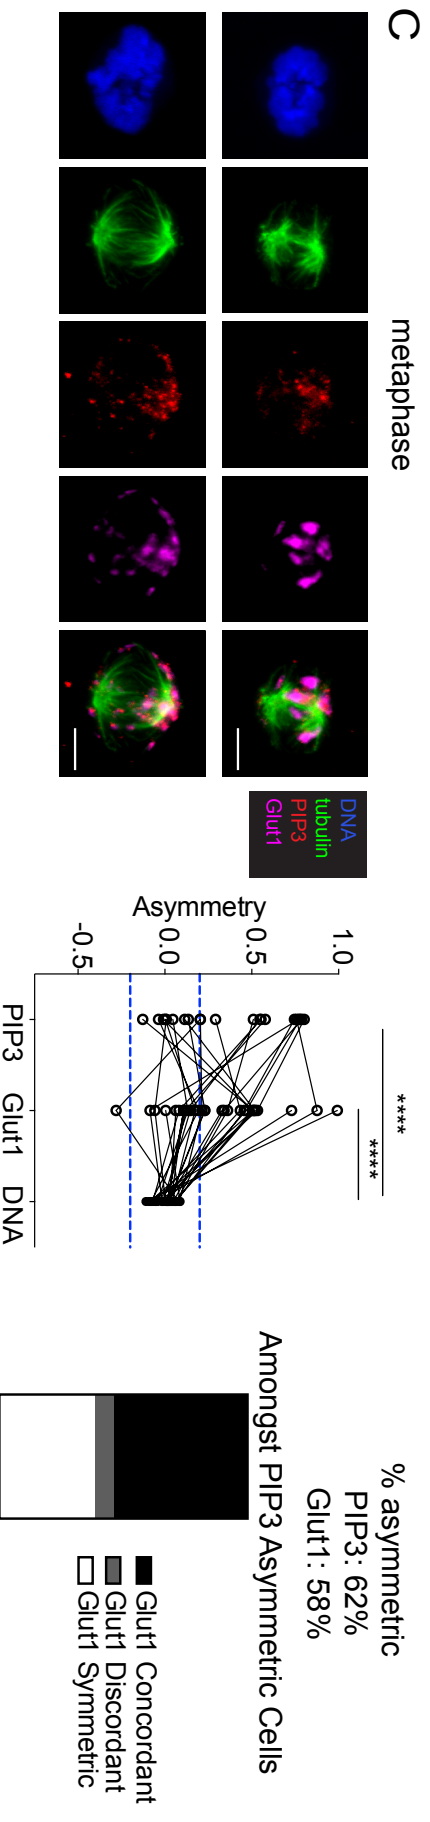 C
metaphase
DNA
tubulin
PIP3
Glut1
Asymmetry
1.0
0.5
0.0
-0.5
PIP3
Glut1
DNA
****
****
% asymmetric
PIP3: 62%
Glut1: 58%
Amongst PIP3 Asymmetric Cells
Glut1 Concordant
Glut1 Discordant
Glut1 Symmetric